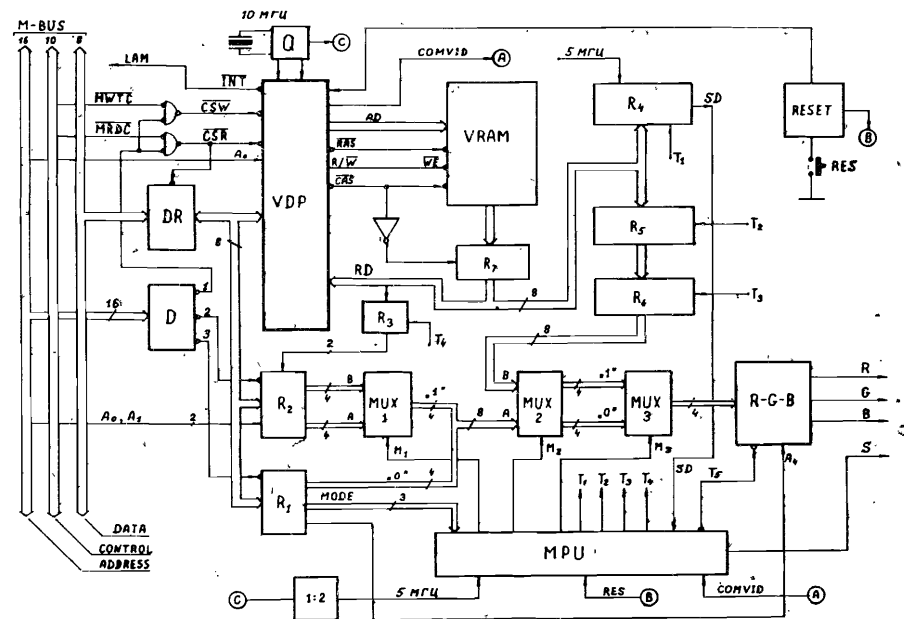 M-BUS
16 10 8
10 МГЦ
Q
C
LAM
INT
COMVID
A
5 МГЦ
MWTC
CSW
MRDC
CSR
A0
AD
RAS
R/W
WE
CAS
VDP
VRAM
R4
SD
T1
RESET
B
RES
DR
8
R7
R5
T2
RD
8
R6
T3
16
D
1
2
3
R3
T4
2
8
R2
B
4
A
4
MUX
1
„1"
4
8
B
A
MUX
2
„1"
4
„0"
4
MUX
3
4
R-G-B
R
G
B
S
A0, A1
2
M1
M2
M3
SD
T5
A4
R1
„0"
4
MODE
3
T1
T2
T3
T4
DATA
CONTROL
ADDRESS
MPU
C
1:2
5 МГЦ
RES
B
COMVID
A